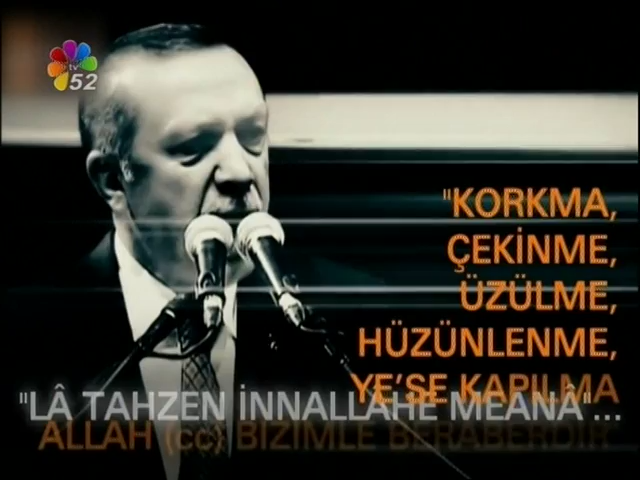 tv
52
"KORKMA,
ÇEKİNME,
ÜZÜLME,
HÜZÜNLENME,
YE'SE KAPILMA
"LÂ TAHZEN İNNALLAHE MEANÂ"...
ALLAH (cc) BİZİMLE BERABERDİR